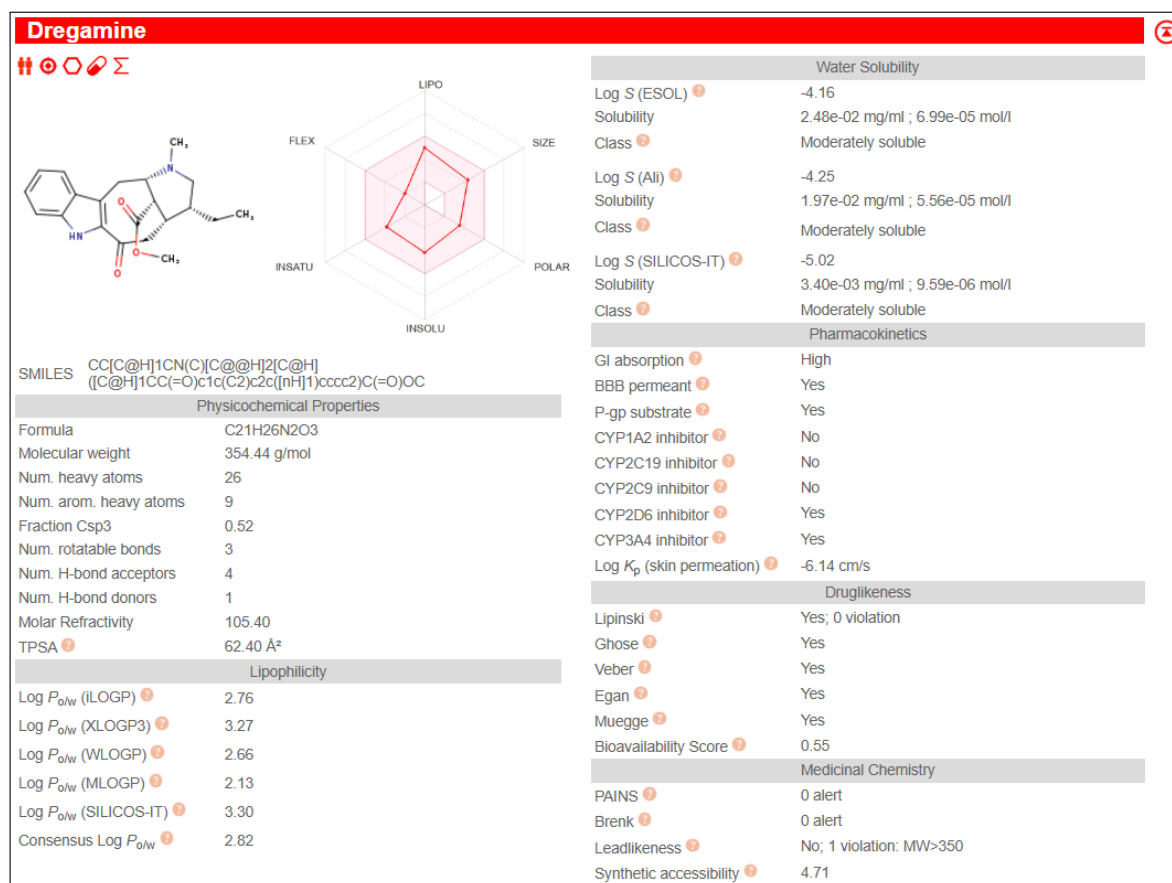 Dregamine
LIPO
FLEX
SIZE
INSATU
POLAR
INSOLU
CH₃
N
O
O
CH₃
HN
CH₃
O
SMILES CC[C@H]1CN(C)[C@@H]2[C@H]
([C@H]1CC(=O)c1c(C2)c2c([nH]1)cccc2)C(=O)OC
Physicochemical Properties
Formula C21H26N2O3
Molecular weight 354.44 g/mol
Num. heavy atoms 26
Num. arom. heavy atoms 9
Fraction Csp3 0.52
Num. rotatable bonds 3
Num. H-bond acceptors 4
Num. H-bond donors 1
Molar Refractivity 105.40
TPSA ? 62.40 Å²
Lipophilicity
Log Po/w (iLOGP) ? 2.76
Log Po/w (XLOGP3) ? 3.27
Log Po/w (WLOGP) ? 2.66
Log Po/w (MLOGP) ? 2.13
Log Po/w (SILICOS-IT) ? 3.30
Consensus Log Po/w ? 2.82
Water Solubility
Log S (ESOL) ? -4.16
Solubility 2.48e-02 mg/ml ; 6.99e-05 mol/l
Class ? Moderately soluble
Log S (Ali) ? -4.25
Solubility 1.97e-02 mg/ml ; 5.56e-05 mol/l
Class ? Moderately soluble
Log S (SILICOS-IT) ? -5.02
Solubility 3.40e-03 mg/ml ; 9.59e-06 mol/l
Class ? Moderately soluble
Pharmacokinetics
GI absorption ? High
BBB permeant ? Yes
P-gp substrate ? Yes
CYP1A2 inhibitor ? No
CYP2C19 inhibitor ? No
CYP2C9 inhibitor ? No
CYP2D6 inhibitor ? Yes
CYP3A4 inhibitor ? Yes
Log Kp (skin permeation) ? -6.14 cm/s
Druglikeness
Lipinski ? Yes; 0 violation
Ghose ? Yes
Veber ? Yes
Egan ? Yes
Muegge ? Yes
Bioavailability Score ? 0.55
Medicinal Chemistry
PAINS ? 0 alert
Brenk ? 0 alert
Leadlikeness ? No; 1 violation: MW>350
Synthetic accessibility ? 4.71